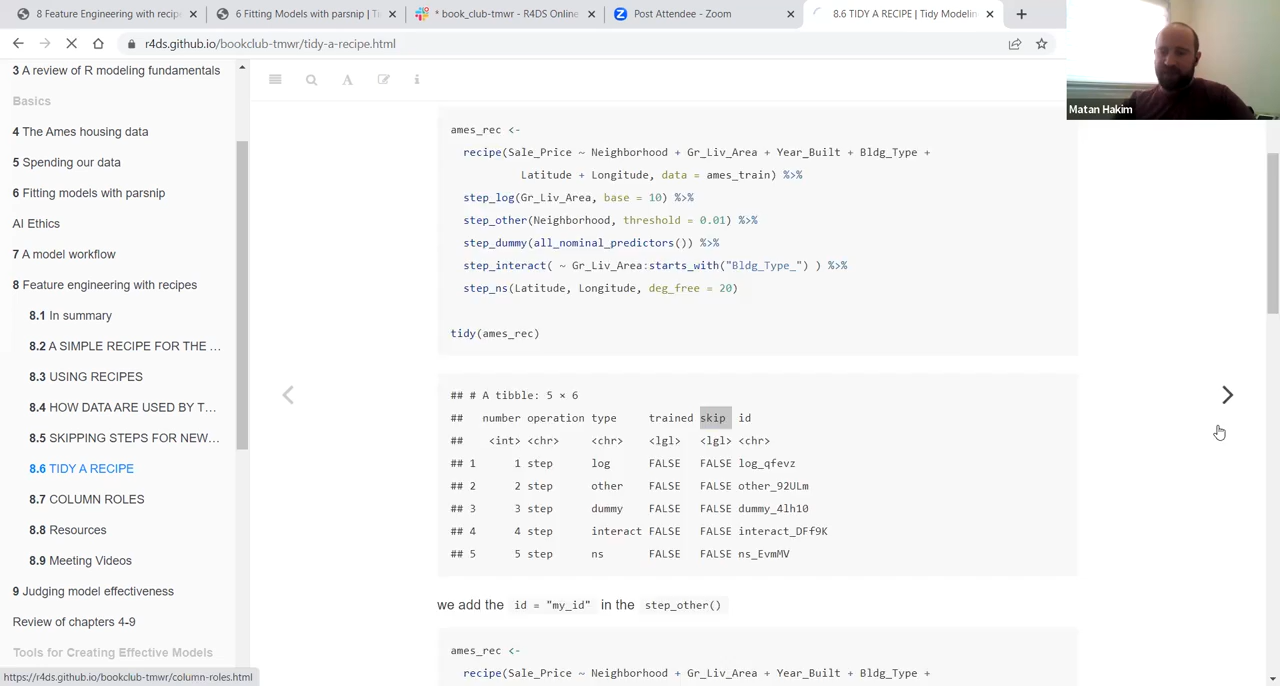 8 Feature Engineering with recipe
6 Fitting Models with parsnip | Ti
* book_club-tmwr - R4DS Online
Post Attendee - Zoom
8.6 TIDY A RECIPE | Tidy Modelin
r4ds.github.io/bookclub-tmwr/tidy-a-recipe.html
Matan Hakim
3 A review of R modeling fundamentals
Basics
4 The Ames housing data
5 Spending our data
6 Fitting models with parsnip
AI Ethics
7 A model workflow
8 Feature engineering with recipes
8.1 In summary
8.2 A SIMPLE RECIPE FOR THE ...
8.3 USING RECIPES
8.4 HOW DATA ARE USED BY T...
8.5 SKIPPING STEPS FOR NEW...
8.6 TIDY A RECIPE
8.7 COLUMN ROLES
8.8 Resources
8.9 Meeting Videos
9 Judging model effectiveness
Review of chapters 4-9
Tools for Creating Effective Models
https://r4ds.github.io/bookclub-tmwr/column-roles.html
ames_rec <-
recipe(Sale_Price ~ Neighborhood + Gr_Liv_Area + Year_Built + Bldg_Type +
Latitude + Longitude, data = ames_train) %>%
step_log(Gr_Liv_Area, base = 10) %>%
step_other(Neighborhood, threshold = 0.01) %>%
step_dummy(all_nominal_predictors()) %>%
step_interact( ~ Gr_Liv_Area:starts_with("Bldg_Type_") ) %>%
step_ns(Latitude, Longitude, deg_free = 20)
tidy(ames_rec)
## # A tibble: 5 × 6
## number operation type trained skip id
## <int> <chr> <chr> <lgl> <lgl> <chr>
## 1 1 step log FALSE FALSE log_qfevz
## 2 2 step other FALSE FALSE other_92ULm
## 3 3 step dummy FALSE FALSE dummy_4lh10
## 4 4 step interact FALSE FALSE interact_DFf9K
## 5 5 step ns FALSE FALSE ns_EvmMV
we add the id = "my_id" in the step_other()
ames_rec <-
recipe(Sale_Price ~ Neighborhood + Gr_Liv_Area + Year_Built + Bldg_Type +